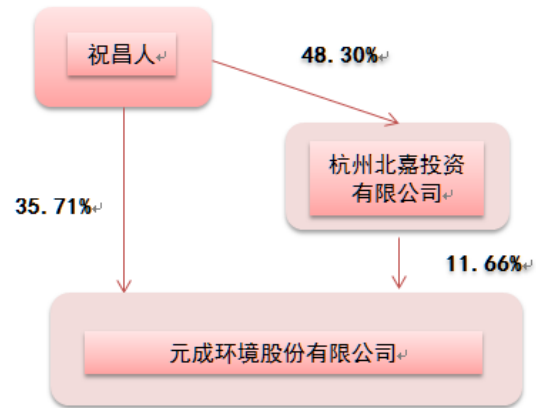 祝昌人
48.30%
杭州北嘉投资
有限公司
35.71%
11.66%
元成环境股份有限公司